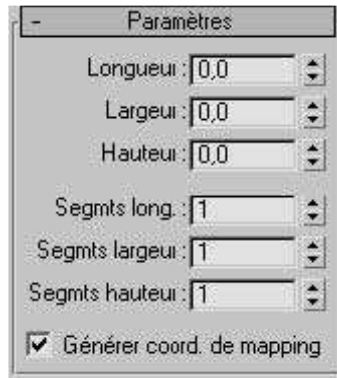 - Paramètres
Longueur : 0,0
Largeur : 0,0
Hauteur : 0,0
Segmts long. : 1
Segmts largeur : 1
Segmts hauteur : 1
Générer coord. de mapping